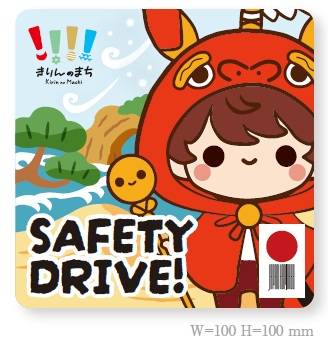 !!!!
きりんのまち
Kirin no Machi
SAFETY
DRIVE!
W=100 H=100 mm